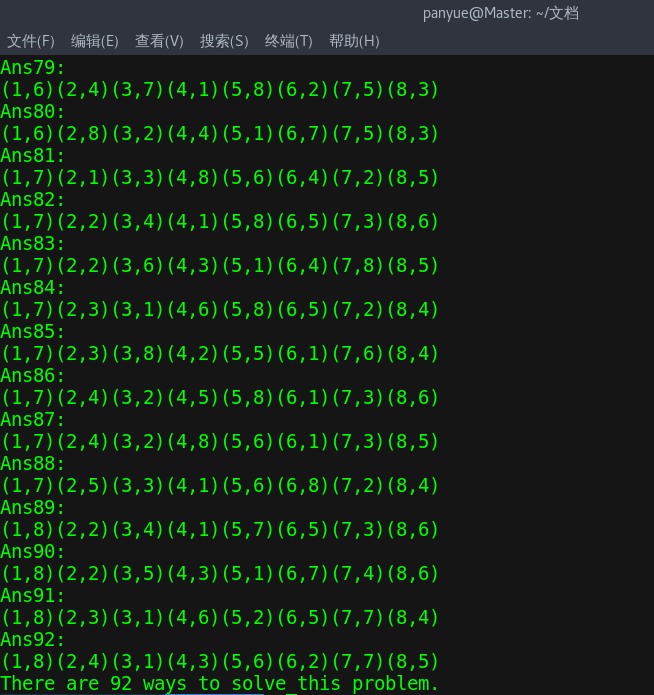 panyue@Master: ~/文档
文件(F) 编辑(E) 查看(V) 搜索(S) 终端(T) 帮助(H)
Ans79:
(1,6)(2,4)(3,7)(4,1)(5,8)(6,2)(7,5)(8,3)
Ans80:
(1,6)(2,8)(3,2)(4,4)(5,1)(6,7)(7,5)(8,3)
Ans81:
(1,7)(2,1)(3,3)(4,8)(5,6)(6,4)(7,2)(8,5)
Ans82:
(1,7)(2,2)(3,4)(4,1)(5,8)(6,5)(7,3)(8,6)
Ans83:
(1,7)(2,2)(3,6)(4,3)(5,1)(6,4)(7,8)(8,5)
Ans84:
(1,7)(2,3)(3,1)(4,6)(5,8)(6,5)(7,2)(8,4)
Ans85:
(1,7)(2,3)(3,8)(4,2)(5,5)(6,1)(7,6)(8,4)
Ans86:
(1,7)(2,4)(3,2)(4,5)(5,8)(6,1)(7,3)(8,6)
Ans87:
(1,7)(2,4)(3,2)(4,8)(5,6)(6,1)(7,3)(8,5)
Ans88:
(1,7)(2,5)(3,3)(4,1)(5,6)(6,8)(7,2)(8,4)
Ans89:
(1,8)(2,2)(3,4)(4,1)(5,7)(6,5)(7,3)(8,6)
Ans90:
(1,8)(2,2)(3,5)(4,3)(5,1)(6,7)(7,4)(8,6)
Ans91:
(1,8)(2,3)(3,1)(4,6)(5,2)(6,5)(7,7)(8,4)
Ans92:
(1,8)(2,4)(3,1)(4,3)(5,6)(6,2)(7,7)(8,5)
There are 92 ways to solve this problem.